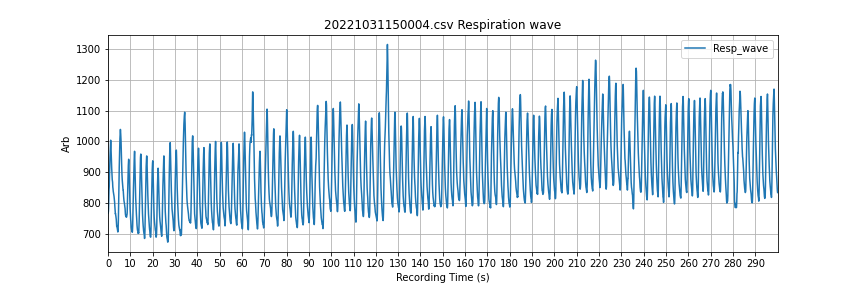 20221031150004.csv Respiration wave
Resp_wave
1300
1200
1100
1000
900
800
700
Arb
0 10 20 30 40 50 60 70 80 90 100 110 120 130 140 150 160 170 180 190 200 210 220 230 240 250 260 270 280 290
Recording Time (s)